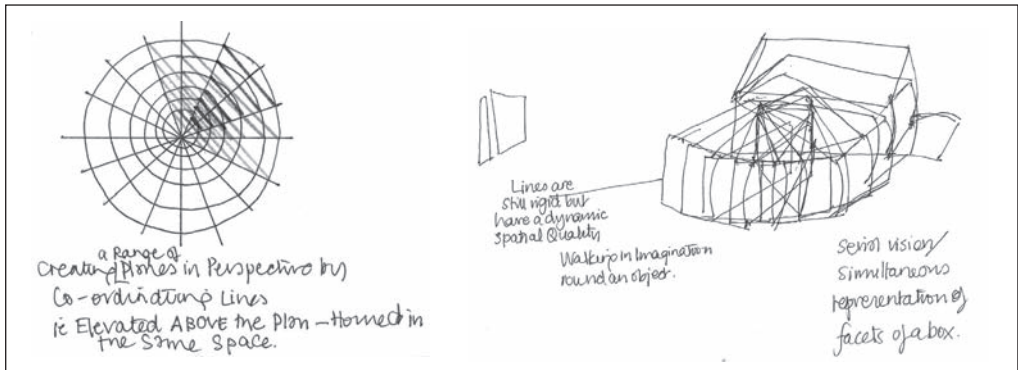 a Range of
Creating Planes in Perspective by
Co-ordinating Lines
ie Elevated ABOVE the Plan – Homed in
the Same Space.
Lines are
Still rigid but
have a dynamic
Spatial Quality
Walking in Imagination
round an object.
Serial vision/
Simultaneous
representation of
facets of a box.